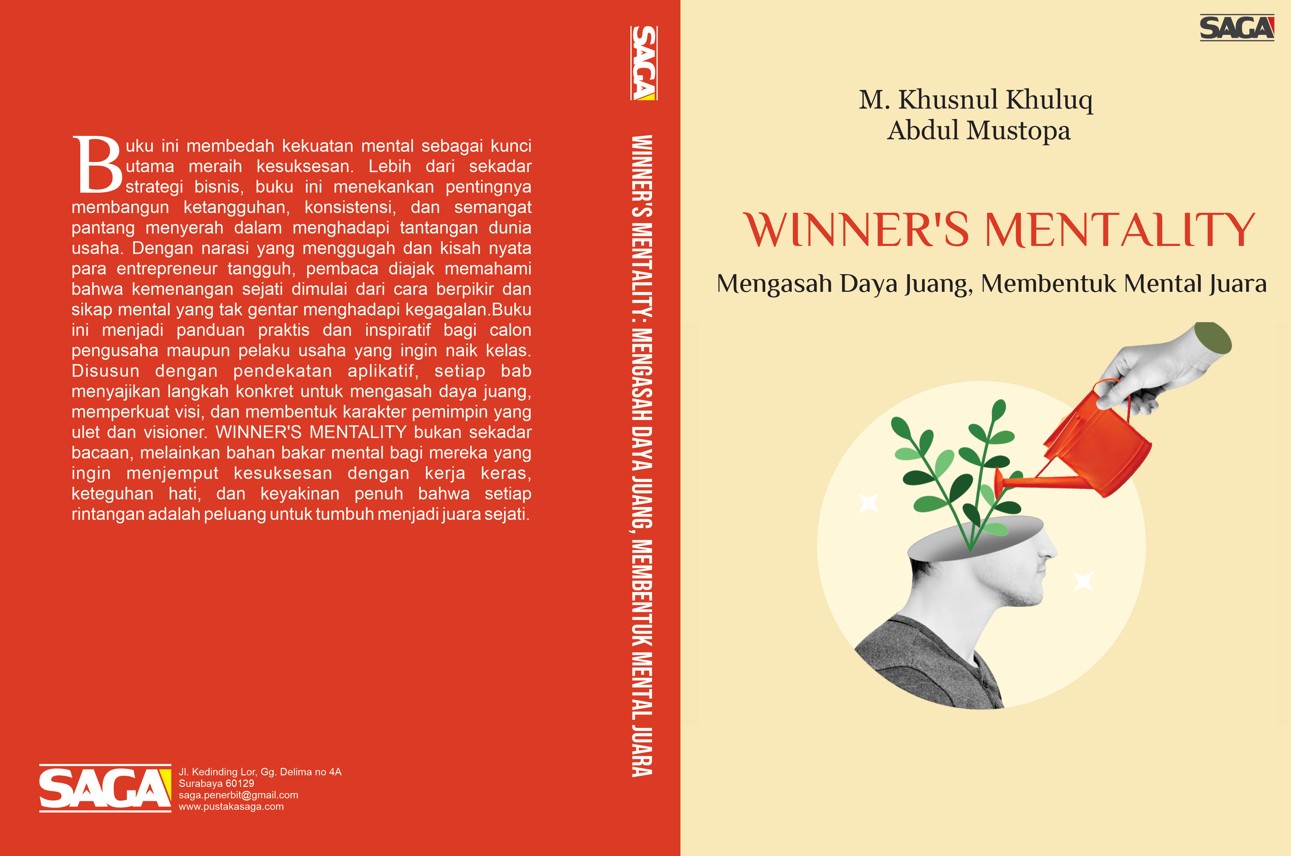 Buku ini membedah kekuatan mental sebagai kunci
utama meraih kesuksesan. Lebih dari sekadar
strategi bisnis, buku ini menekankan pentingnya
membangun ketangguhan, konsistensi, dan semangat
pantang menyerah dalam menghadapi tantangan dunia
usaha. Dengan narasi yang menggugah dan kisah nyata
para entrepreneur tangguh, pembaca diajak memahami
bahwa kemenangan sejati dimulai dari cara berpikir dan
sikap mental yang tak gentar menghadapi kegagalan.Buku
ini menjadi panduan praktis dan inspiratif bagi calon
pengusaha maupun pelaku usaha yang ingin naik kelas.
Disusun dengan pendekatan aplikatif, setiap bab
menyajikan langkah konkret untuk mengasah daya juang,
memperkuat visi, dan membentuk karakter pemimpin yang
ulet dan visioner. WINNER'S MENTALITY bukan sekadar
bacaan, melainkan bahan bakar mental bagi mereka yang
ingin menjemput kesuksesan dengan kerja keras,
keteguhan hati, dan keyakinan penuh bahwa setiap
rintangan adalah peluang untuk tumbuh menjadi juara sejati.
SAGA
Jl. Kedinding Lor, Gg. Delima no 4A
Surabaya 60129
saga.penerbit@gmail.com
www.pustakasaga.com
SAGA
WINNER'S MENTALITY: MENGASAH DAYA JUANG, MEMBENTUK MENTAL JUARA
SAGA
M. Khusnul Khuluq
Abdul Mustopa
WINNER'S MENTALITY
Mengasah Daya Juang, Membentuk Mental Juara